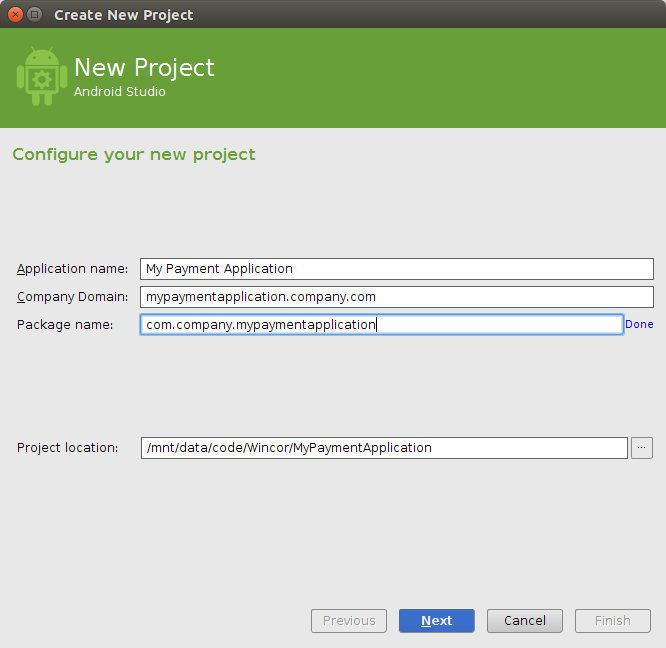 Create New Project
New Project
Android Studio
Configure your new project
Application name: My Payment Application
Company Domain: mypaymentapplication.company.com
Package name: com.company.mypaymentapplication Done
Project location: /mnt/data/code/Wincor/MyPaymentApplication ...
Previous Next Cancel Finish